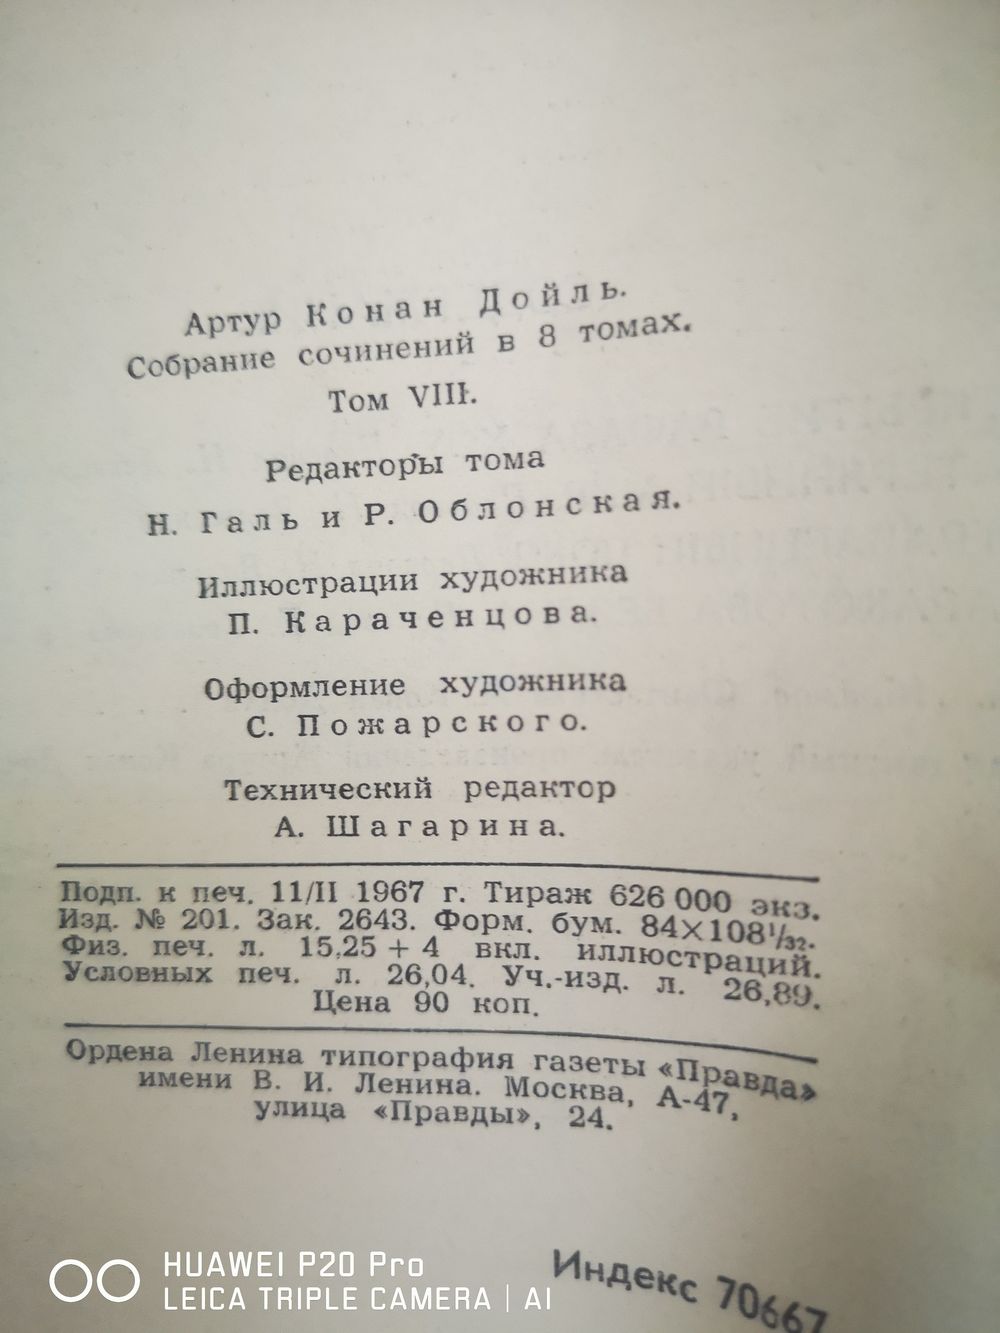 Артур Конан Дойль.
Собрание сочинений в 8 томах.
Том VIII.
Редакторы тома
Н. Галь и Р. Облонская.
Иллюстрации художника
П. Караченцова.
Оформление художника
С. Пожарского.
Технический редактор
А. Шагарина.
Подп. к печ. 11/II 1967 г. Тираж 626 000 экз.
Изд. № 201. Зак. 2643. Форм. бум. 84×108 1/32.
Физ. печ. л. 15,25 + 4 вкл. иллюстраций.
Условных печ. л. 26,04. Уч.-изд. л. 26,89.
Цена 90 коп.
Ордена Ленина типография газеты «Правда»
имени В. И. Ленина. Москва, А-47,
улица «Правды», 24.
Индекс 70667
HUAWEI P20 Pro
LEICA TRIPLE CAMERA | AI